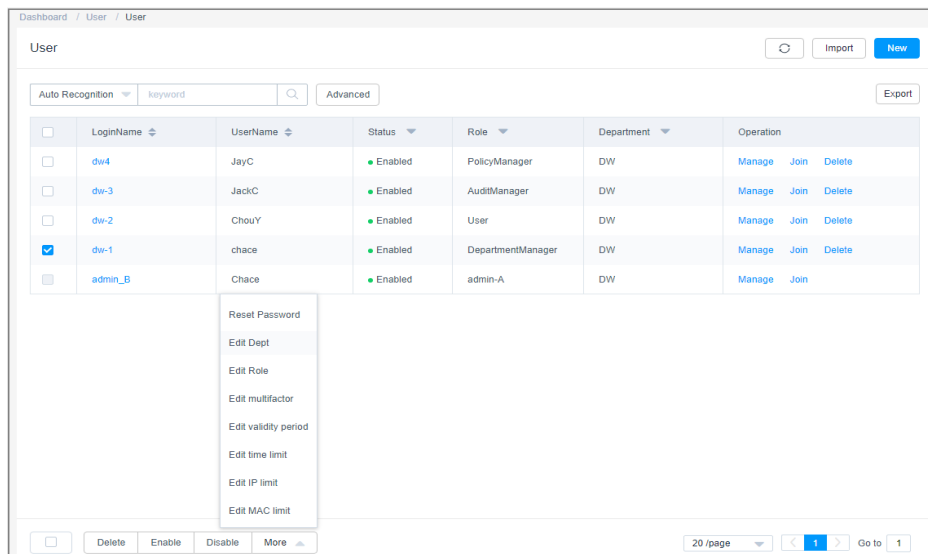 Dashboard / User / User
User Import New
Auto Recognition keyword Advanced Export
LoginName UserName Status Role Department Operation
dw4 JayC Enabled PolicyManager DW Manage Join Delete
dw-3 JackC Enabled AuditManager DW Manage Join Delete
dw-2 ChouY Enabled User DW Manage Join Delete
dw-1 chace Enabled DepartmentManager DW Manage Join Delete
admin_B Chace Enabled admin-A DW Manage Join
Reset Password
Edit Dept
Edit Role
Edit multifactor
Edit validity period
Edit time limit
Edit IP limit
Edit MAC limit
Delete Enable Disable More 20 /page 1 Go to 1